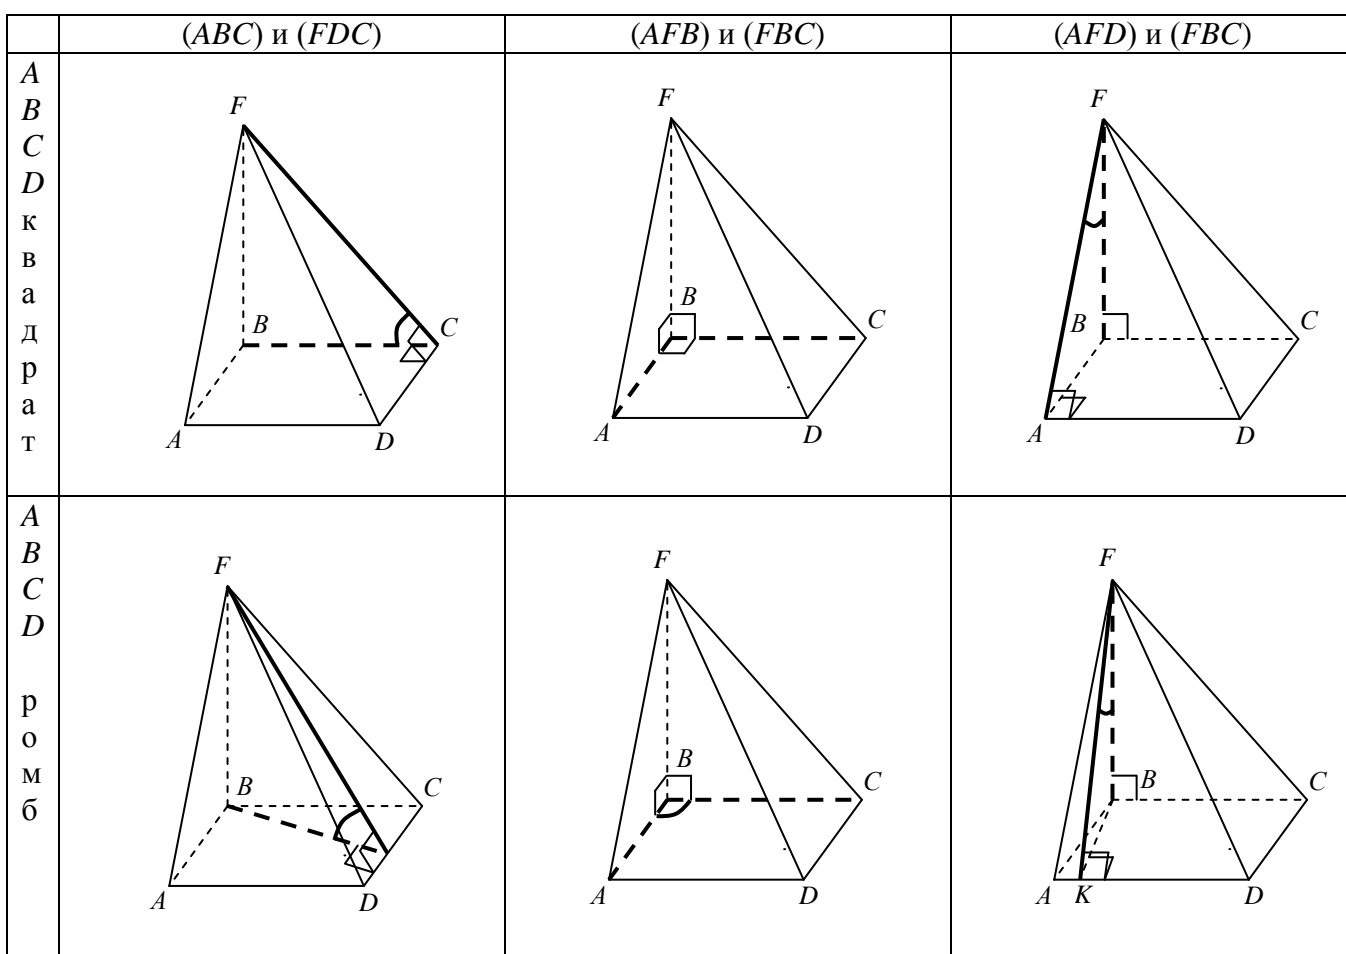 (ABC) и (FDC)
(AFB) и (FBC)
(AFD) и (FBC)
A
B
C
D
к
в
а
д
р
а
т
F
B
C
A
D
F
B
C
A
D
F
B
C
A
D
A
B
C
D
р
о
м
б
F
B
C
A
D
F
B
C
A
D
F
B
C
A
K
D